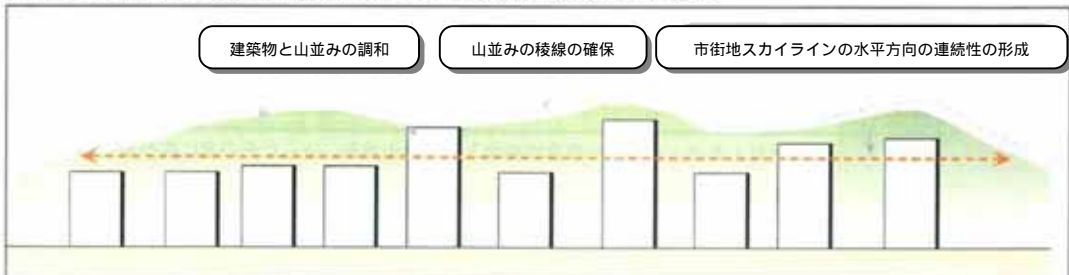 建築物と山並みの調和
山並みの稜線の確保
市街地スカイラインの水平方向の連続性の形成